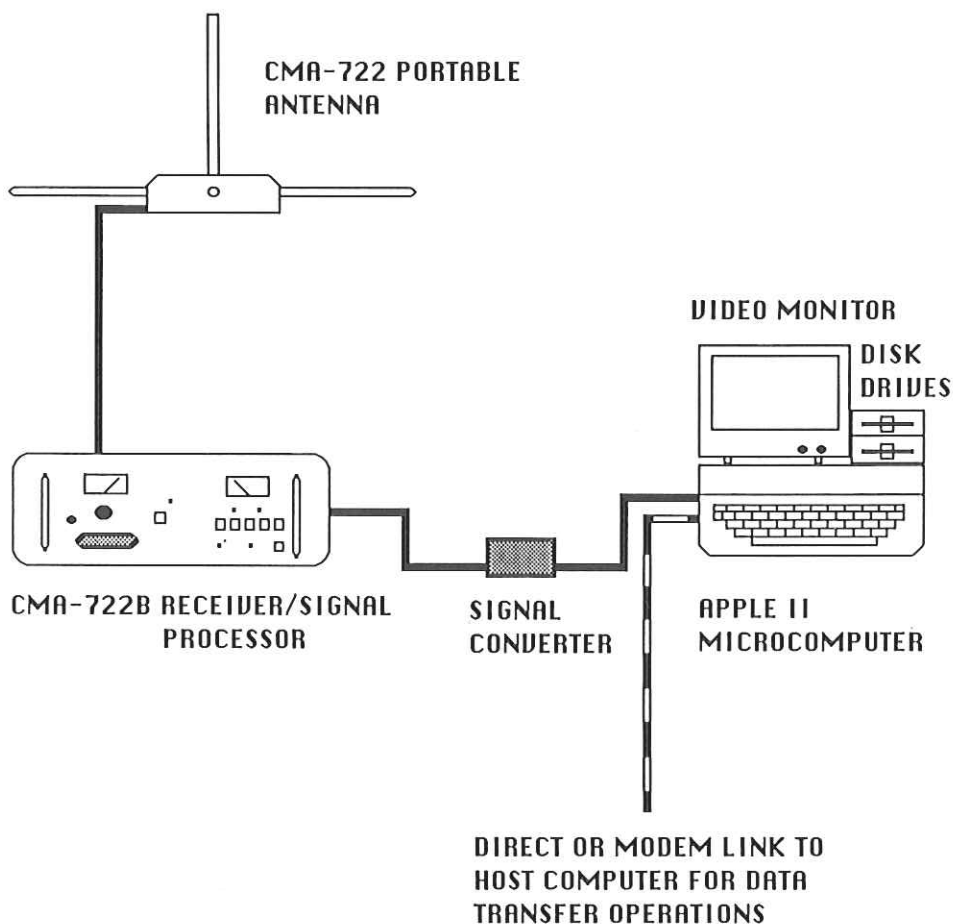 CMA-722 PORTABLE
ANTENNA
VIDEO MONITOR
DISK
DRIVES
CMA-722B RECEIVER/SIGNAL
PROCESSOR
SIGNAL
CONVERTER
APPLE II
MICROCOMPUTER
DIRECT OR MODEM LINK TO
HOST COMPUTER FOR DATA
TRANSFER OPERATIONS